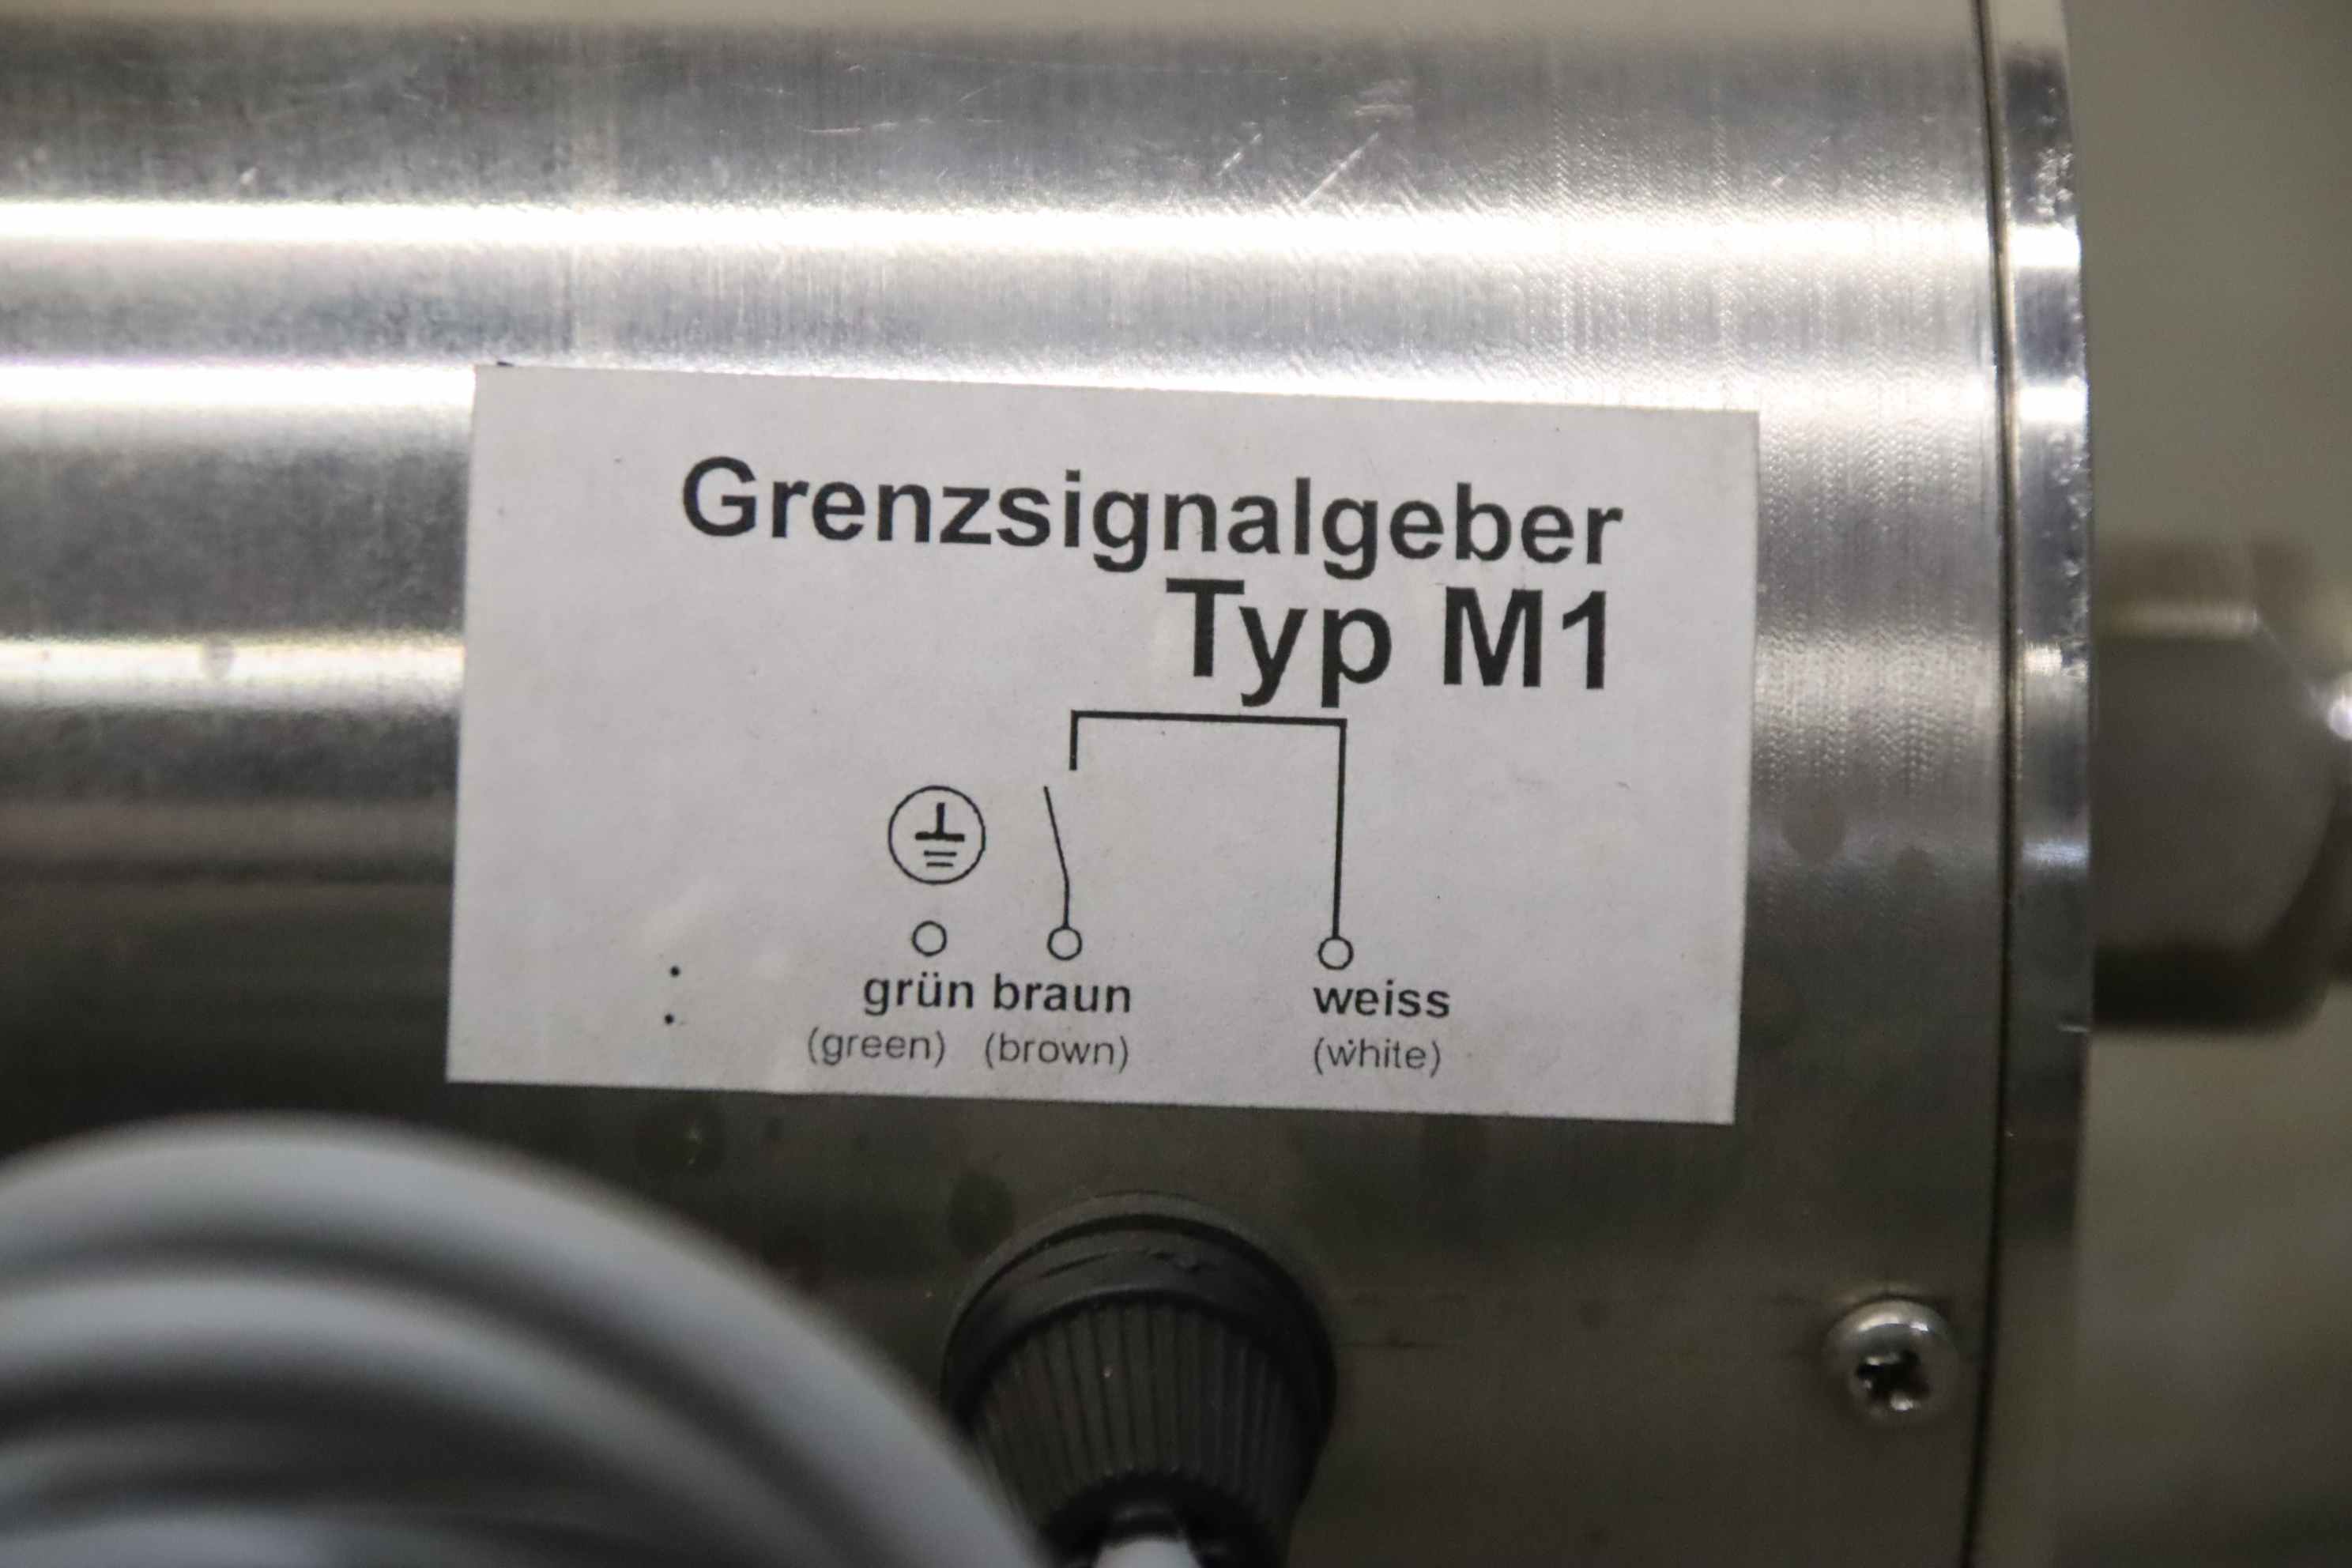 Grenzsignalgeber
Typ M1
grün braun weiss
(green) (brown) (white)